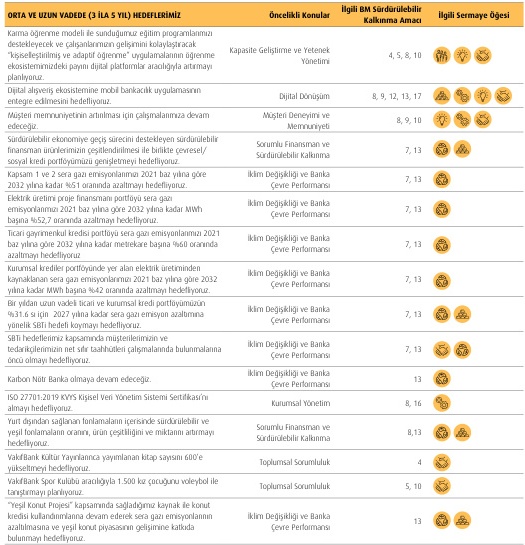 ORTA VE UZUN VADEDE (3 İLA 5 YIL) HEDEFLERİMİZ
Öncelikli Konular
İlgili BM Sürdürülebilir
Kalkınma Amacı
İlgili Sermaye Öğesi
Karma öğrenme modeli ile sunduğumuz eğitim programlarımızı
destekleyecek ve çalışanlarımızın gelişimini kolaylaştıracak
"kişiselleştirilmiş ve adaptif öğrenme" uygulamalarının öğrenme
ekosistemimizdeki payını dijital platformlar aracılığıyla artırmayı
planlıyoruz.
Kapasite Geliştirme ve Yetenek
Yönetimi
4, 5, 8, 10
Dijital alışveriş ekosistemine mobil bankacılık uygulamasının
entegre edilmesini hedefliyoruz.
Dijital Dönüşüm
8, 9, 12, 13, 17
Müşteri memnuniyetinin artırılması için çalışmalarımıza devam
edeceğiz.
Müşteri Deneyimi ve
Memnuniyeti
8, 9, 10
Sürdürülebilir ekonomiye geçiş sürecini destekleyen sürdürülebilir
finansman ürünlerimizin çeşitlendirilmesi ile birlikte çevresel/
sosyal kredi portföyümüzü genişletmeyi hedefliyoruz.
Sorumlu Finansman ve
Sürdürülebilir Kalkınma
7, 13
Kapsam 1 ve 2 sera gazı emisyonlarımızı 2021 baz yılına göre
2032 yılına kadar %51 oranında azaltmayı hedefliyoruz.
İklim Değişikliği ve Banka
Çevre Performansı
7, 13
Elektrik üretimi proje finansmanı portföyü sera gazı
emisyonlarımızı 2021 baz yılına göre 2032 yılına kadar MWh
başına %52,7 oranında azaltmayı hedefliyoruz
İklim Değişikliği ve Banka
Çevre Performansı
7, 13
Ticari gayrimenkul kredisi portföyü sera gazı emisyonlarımızı 2021
baz yılına göre 2032 yılına kadar metrekare başına %60 oranında
azaltmayı hedefliyoruz
İklim Değişikliği ve Banka
Çevre Performansı
7, 13
Kurumsal krediler portföyünde yer alan elektrik üretiminden
kaynaklanan sera gazı emisyonlarımızı 2021 baz yılına göre 2032
yılına kadar MWh başına %42 oranında azaltmayı hedefliyoruz.
İklim Değişikliği ve Banka
Çevre Performansı
7, 13
Bir yıldan uzun vadeli ticari ve kurumsal kredi portföyümüzün
%31.6 sı için 2027 yılına kadar sera gazı emisyon azaltımına
yönelik SBTi hedefi koymayı hedefliyoruz.
İklim Değişikliği ve Banka
Çevre Performansı
7, 13
SBTi hedeflerimiz kapsamında müşterilerimizin ve
tedarikçilerimizin net sıfır taahhütleri çalışmalarında bulunmalarına
öncü olmayı hedefliyoruz.
İklim Değişikliği ve Banka
Çevre Performansı
7, 13
Karbon Nötr Banka olmaya devam edeceğiz.
İklim Değişikliği ve Banka
Çevre Performansı
13
ISO 27701:2019 KVYS Kişisel Veri Yönetim Sistemi Sertifikası'nı
almayı hedefliyoruz.
Kurumsal Yönetim
8, 16
Yurt dışından sağlanan fonlamaların içerisinde sürdürülebilir ve
yeşil fonlamaların oranını, ürün çeşitliliğini ve miktarını artırmayı
hedefliyoruz.
Sorumlu Finansman ve
Sürdürülebilir Kalkınma
8,13
VakıfBank Kültür Yayınlarınca yayımlanan kitap sayısını 600'e
yükseltmeyi hedefliyoruz.
Toplumsal Sorumluluk
4
VakıfBank Spor Kulübü aracılığıyla 1.500 kız çocuğunu voleybol ile
tanıştırmayı planlıyoruz.
Toplumsal Sorumluluk
5, 10
"Yeşil Konut Projesi" kapsamında sağladığımız kaynak ile konut
kredisi kullandırımlarına devam ederek sera gazı emisyonlarının
azaltılmasına ve yeşil konut piyasasının gelişimine katkıda
bulunmayı hedefliyoruz.
İklim Değişikliği ve Banka
Çevre Performansı
13